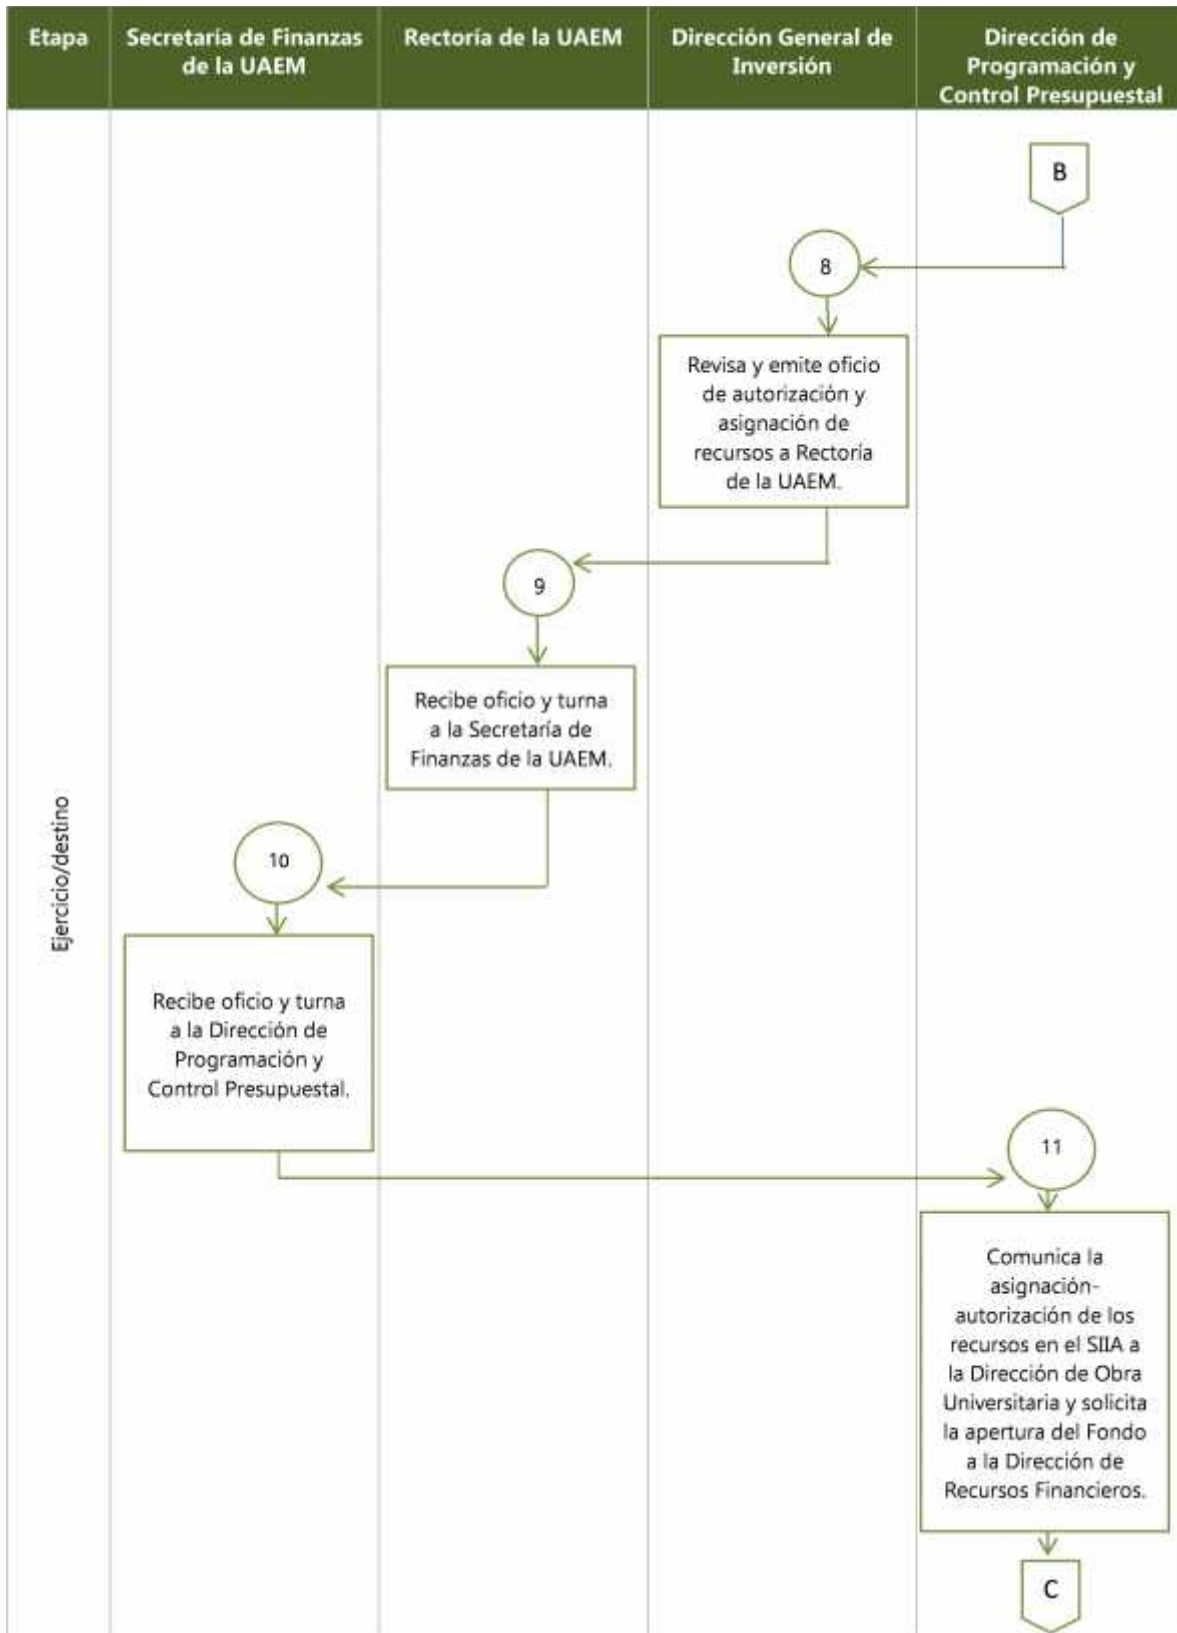 Etapa
Secretaría de Finanzas
de la UAEM
Rectoría de la UAEM
Dirección General de
Inversión
Dirección de
Programación y
Control Presupuestal
B
8
Revisa y emite oficio
de autorización y
asignación de
recursos a Rectoría
de la UAEM.
9
Recibe oficio y turna
a la Secretaría de
Finanzas de la UAEM.
Ejercicio/destino
10
Recibe oficio y turna
a la Dirección de
Programación y
Control Presupuestal.
11
Comunica la
asignación-
autorización de los
recursos en el SIIA a
la Dirección de Obra
Universitaria y solicita
la apertura del Fondo
a la Dirección de
Recursos Financieros.
C